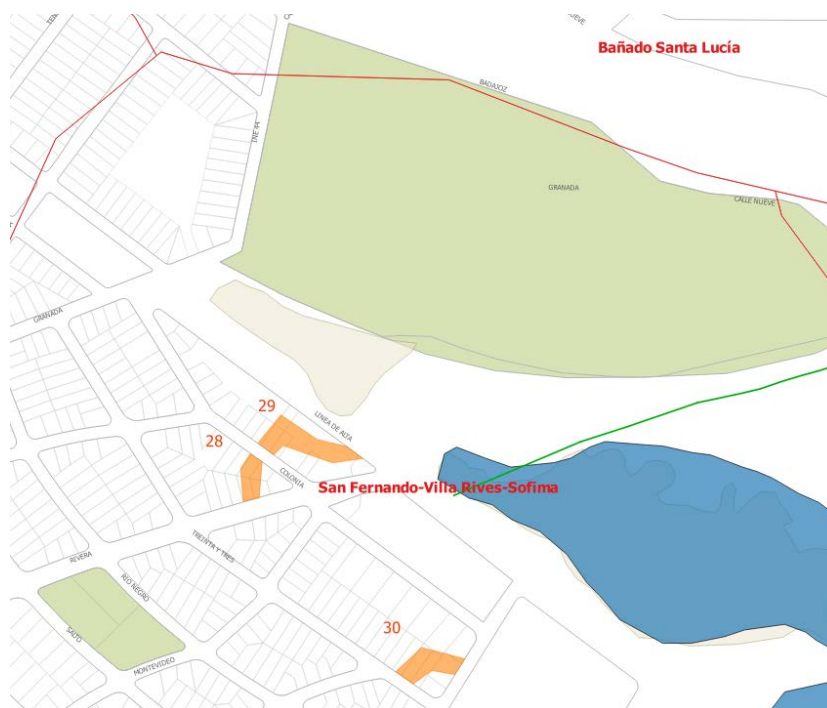 Bañado Santa Lucía
BADAJOZ
GRANADA
CALLE NUEVE
GRANADA
LINEA DE ALTA
29
28
COLONIA
San Fernando-Villa Rives-Sofima
TREINTA Y TRES
RIVERA
RIO NEGRO
SALTO
30
MONTEVIDEO